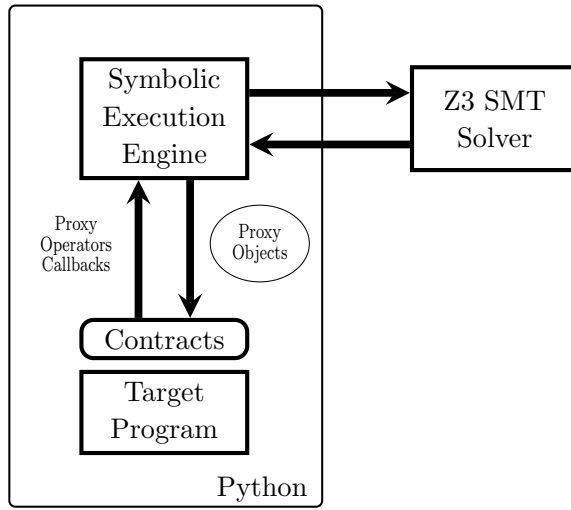 Symbolic
Execution
Engine
Z3 SMT
Solver
Proxy
Operators
Callbacks
Proxy
Objects
Contracts
Target
Program
Python